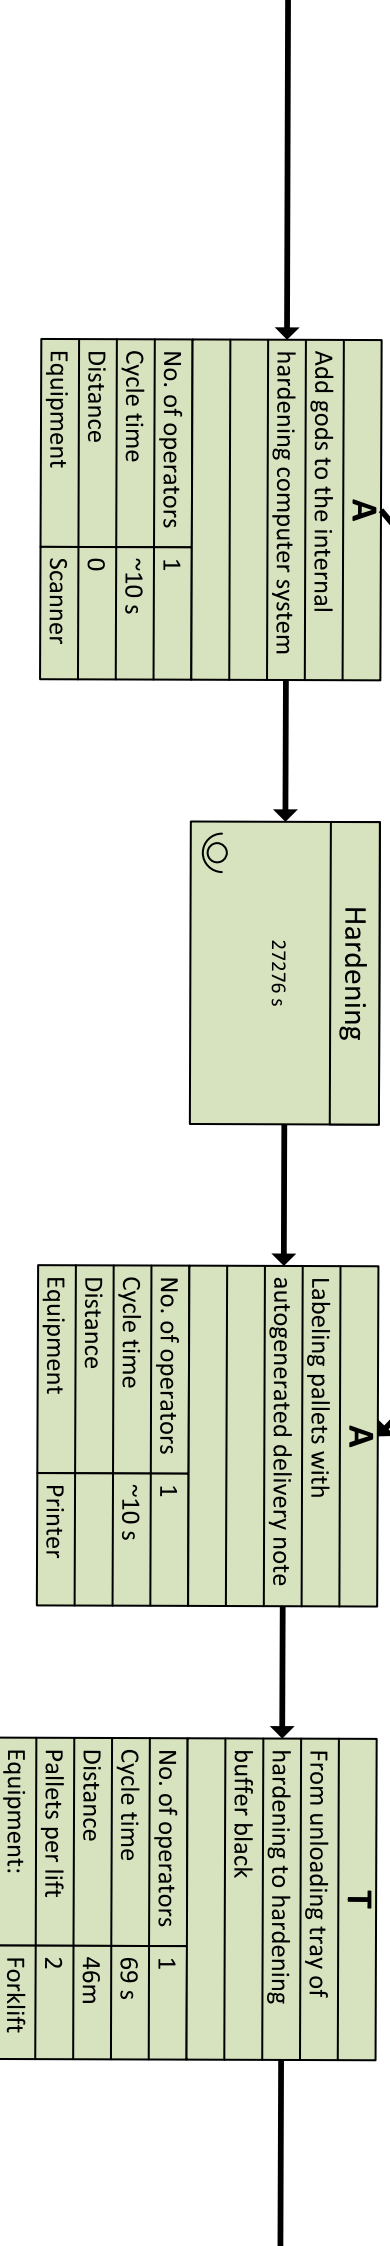 A
Add gods to the internal
hardening computer system
No. of operators 1
Cycle time ~10 s
Distance 0
Equipment Scanner
Hardening
27276 s
A
Labeling pallets with
autogenerated delivery note
No. of operators 1
Cycle time ~10 s
Distance
Equipment Printer
T
From unloading tray of
hardening to hardening
buffer black
No. of operators 1
Cycle time 69 s
Distance 46m
Pallets per lift 2
Equipment: Forklift